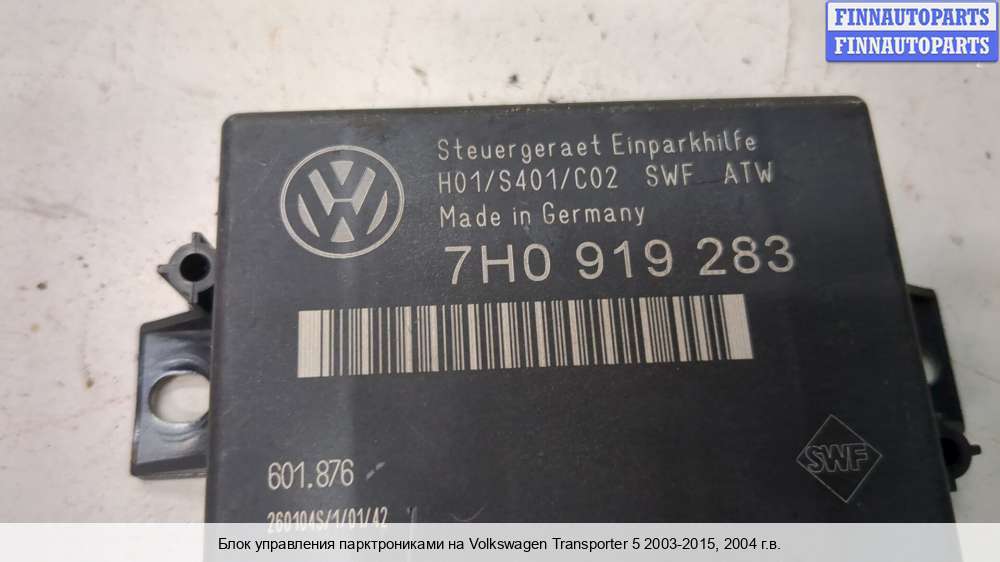 FINNAUTOPARTS
FINNAUTOPARTS
Steuergeraet Einparkhilfe
H01/S401/C02 SWF ATW
Made in Germany
7H0 919 283
601.876
SWF
260104S/1/01/42
Блок управления парктрониками на Volkswagen Transporter 5 2003-2015, 2004 г.в.